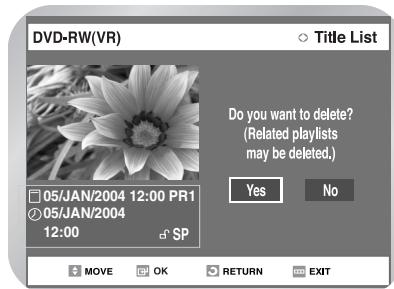 DVD-RW(VR)
Title List
Do you want to delete?
(Related playlists
may be deleted.)
Yes No
05/JAN/2004 12:00 PR1
05/JAN/2004
12:00 SP
MOVE OK RETURN EXIT